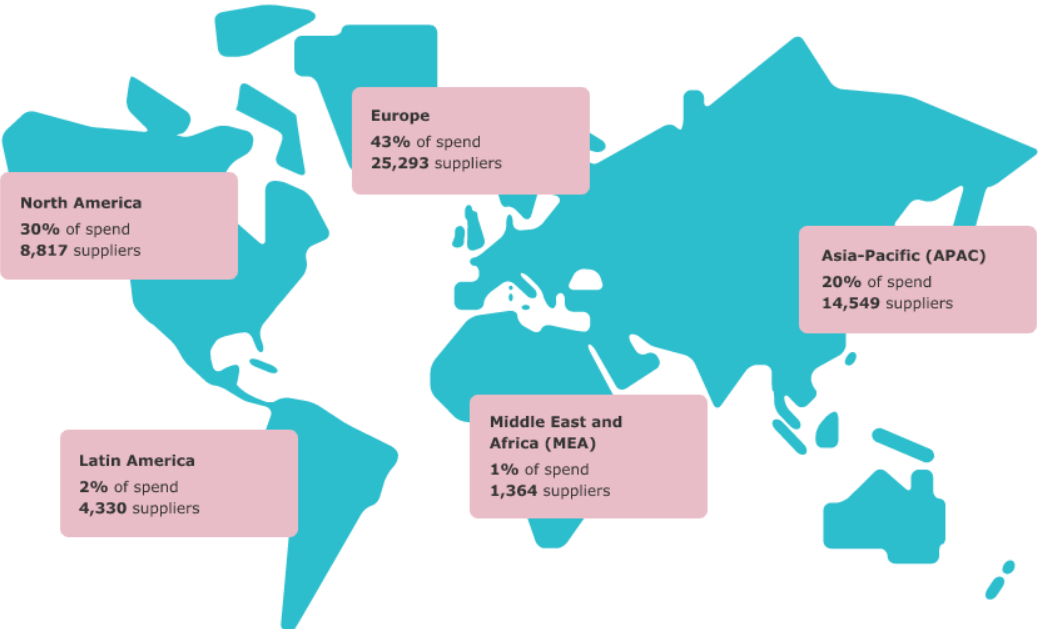 Europe
43% of spend
25,293 suppliers
North America
30% of spend
8,817 suppliers
Asia-Pacific (APAC)
20% of spend
14,549 suppliers
Middle East and
Africa (MEA)
1% of spend
1,364 suppliers
Latin America
2% of spend
4,330 suppliers